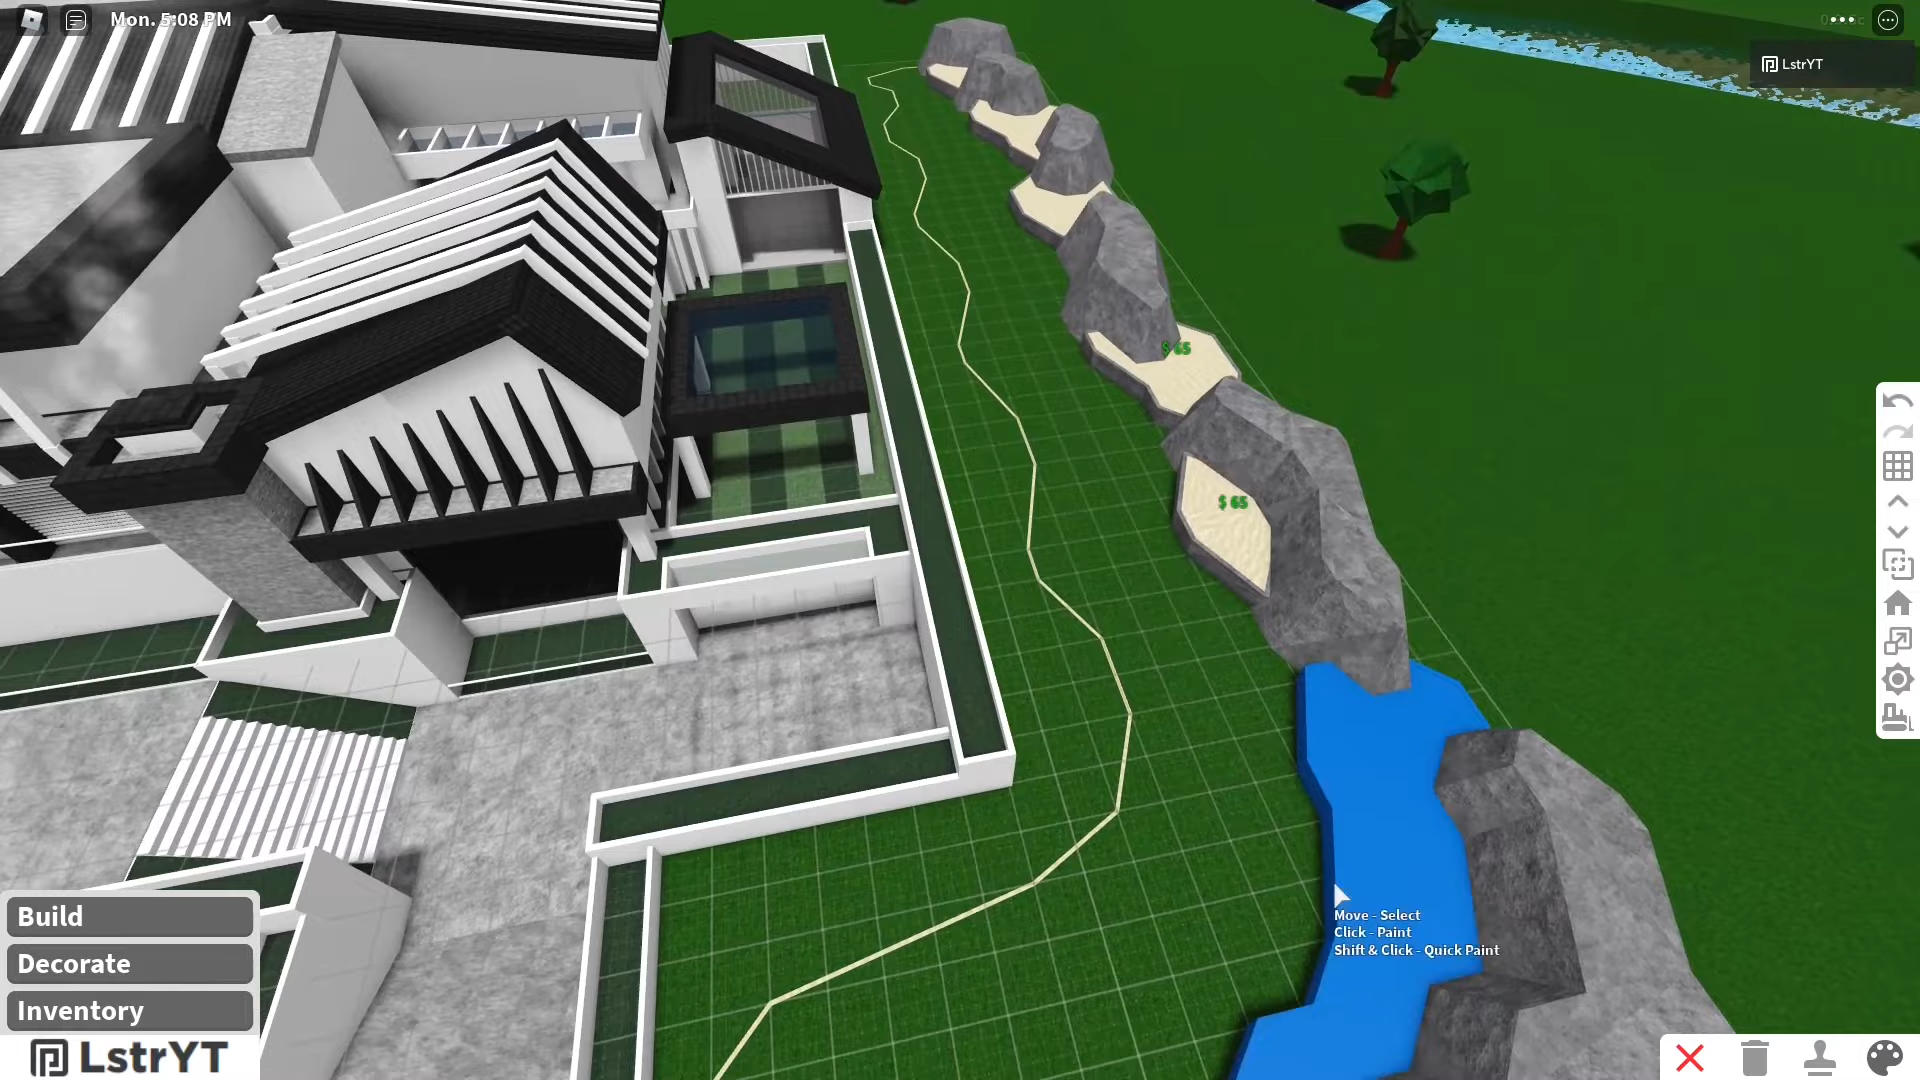 Mon. 5:08 PM
LstrYT
$ 65
$ 65
Move - Select
Click - Paint
Shift & Click - Quick Paint
Build
Decorate
Inventory
LstrYT